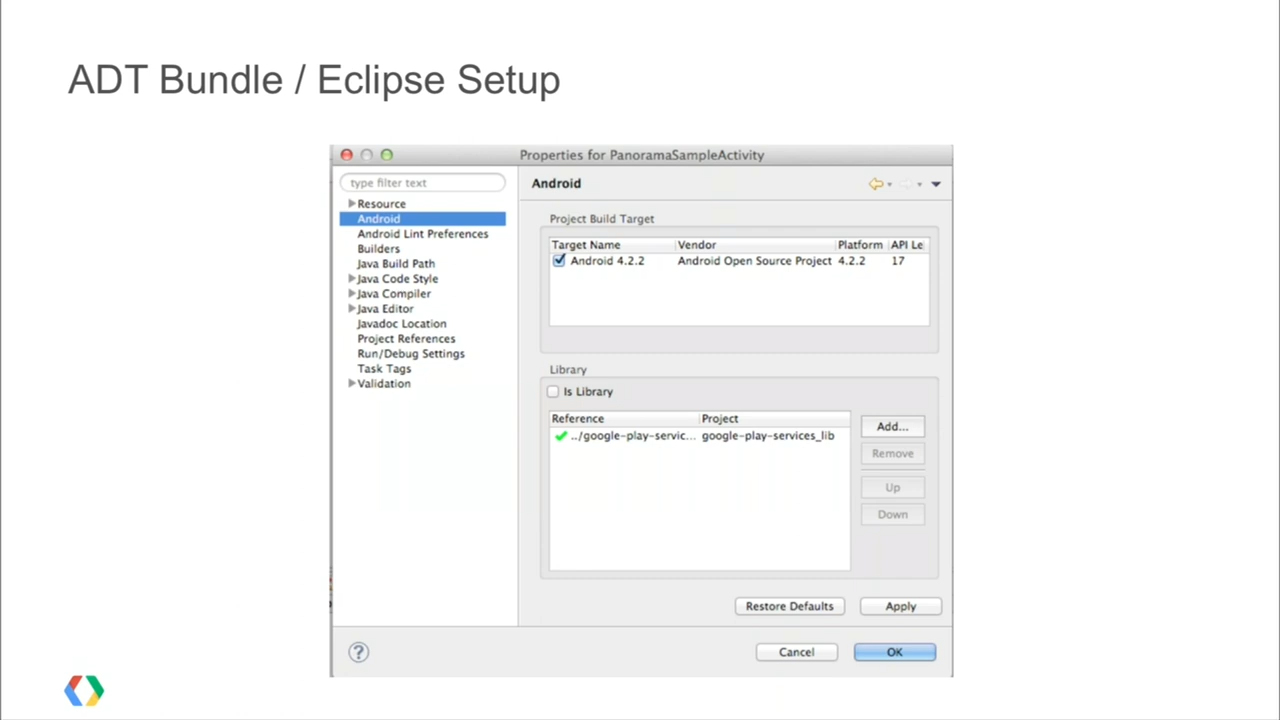 ADT Bundle / Eclipse Setup
Properties for PanoramaSampleActivity
type filter text
Resource
Android
Android Lint Preferences
Builders
Java Build Path
Java Code Style
Java Compiler
Java Editor
Javadoc Location
Project References
Run/Debug Settings
Task Tags
Validation
Android
Project Build Target
Target Name Vendor Platform API Le
Android 4.2.2 Android Open Source Project 4.2.2 17
Library
Is Library
Reference Project
../google-play-servic... google-play-services_lib
Add...
Remove
Up
Down
Restore Defaults Apply
? Cancel OK